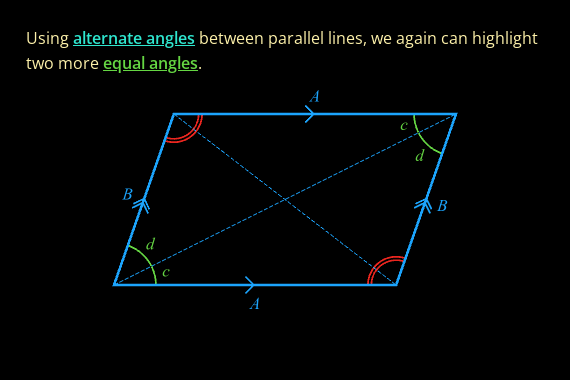 Using alternate angles between parallel lines, we again can highlight
two more equal angles.
A
c
d
B
B
d
c
A